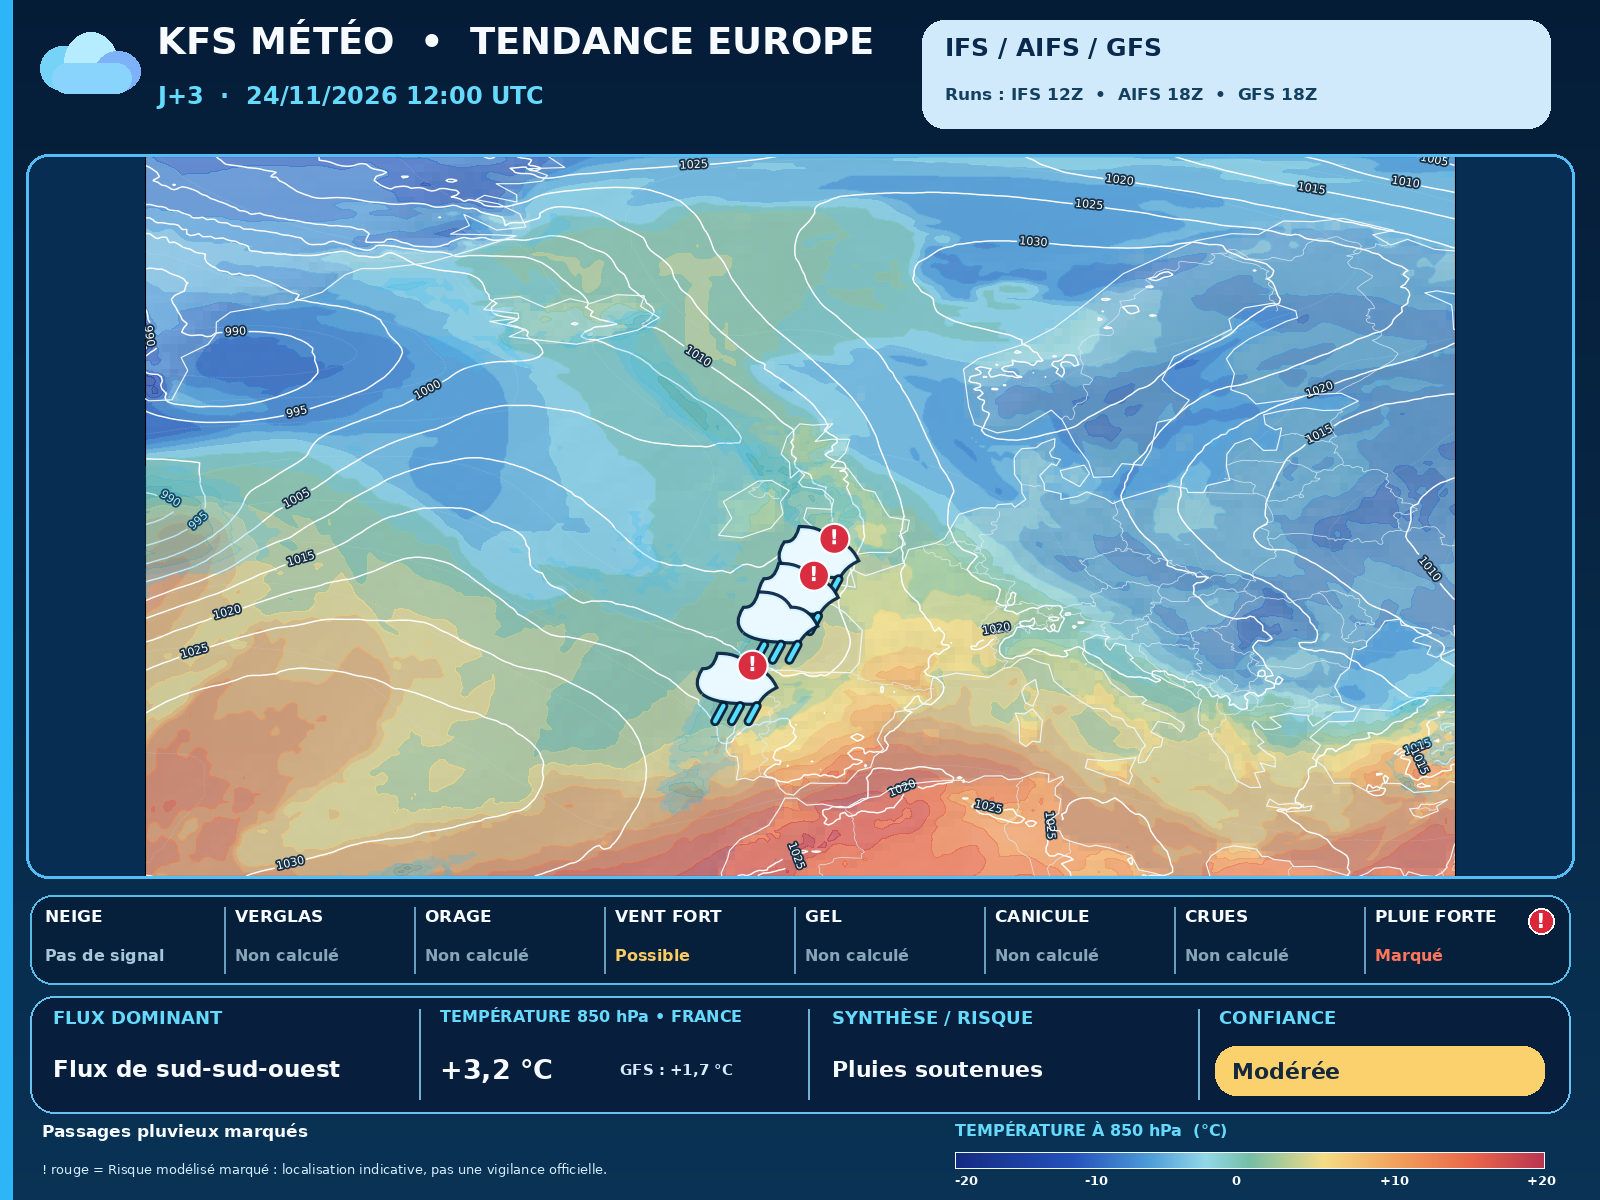 KFS MÉTÉO • TENDANCE EUROPE
J+3 · 24/11/2026 12:00 UTC
IFS / AIFS / GFS
Runs : IFS 12Z • AIFS 18Z • GFS 18Z
1025
1005
1020
1010
1015
1025
1030
990
990
1010
1020
1000
995
1015
990
1005
995
1015
1010
1020
1020
1025
1015
1015
1020
1025
1025
1025
1030
!
!
!
NEIGE
Pas de signal
VERGLAS
Non calculé
ORAGE
Non calculé
VENT FORT
Possible
GEL
Non calculé
CANICULE
Non calculé
CRUES
Non calculé
PLUIE FORTE !
Marqué
FLUX DOMINANT
Flux de sud-sud-ouest
TEMPÉRATURE 850 hPa • FRANCE
+3,2 °C GFS : +1,7 °C
SYNTHÈSE / RISQUE
Pluies soutenues
CONFIANCE
Modérée
Passages pluvieux marqués
! rouge = Risque modélisé marqué : localisation indicative, pas une vigilance officielle.
TEMPÉRATURE À 850 hPa (°C)
-20 -10 0 +10 +20